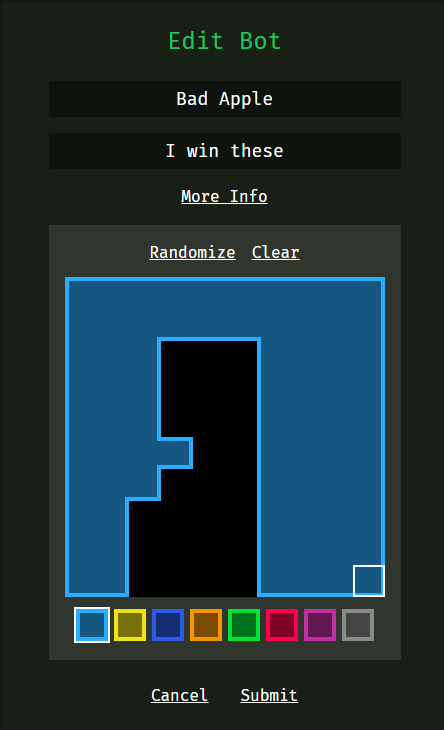 Edit Bot
Bad Apple
I win these
More Info
Randomize Clear
Cancel Submit